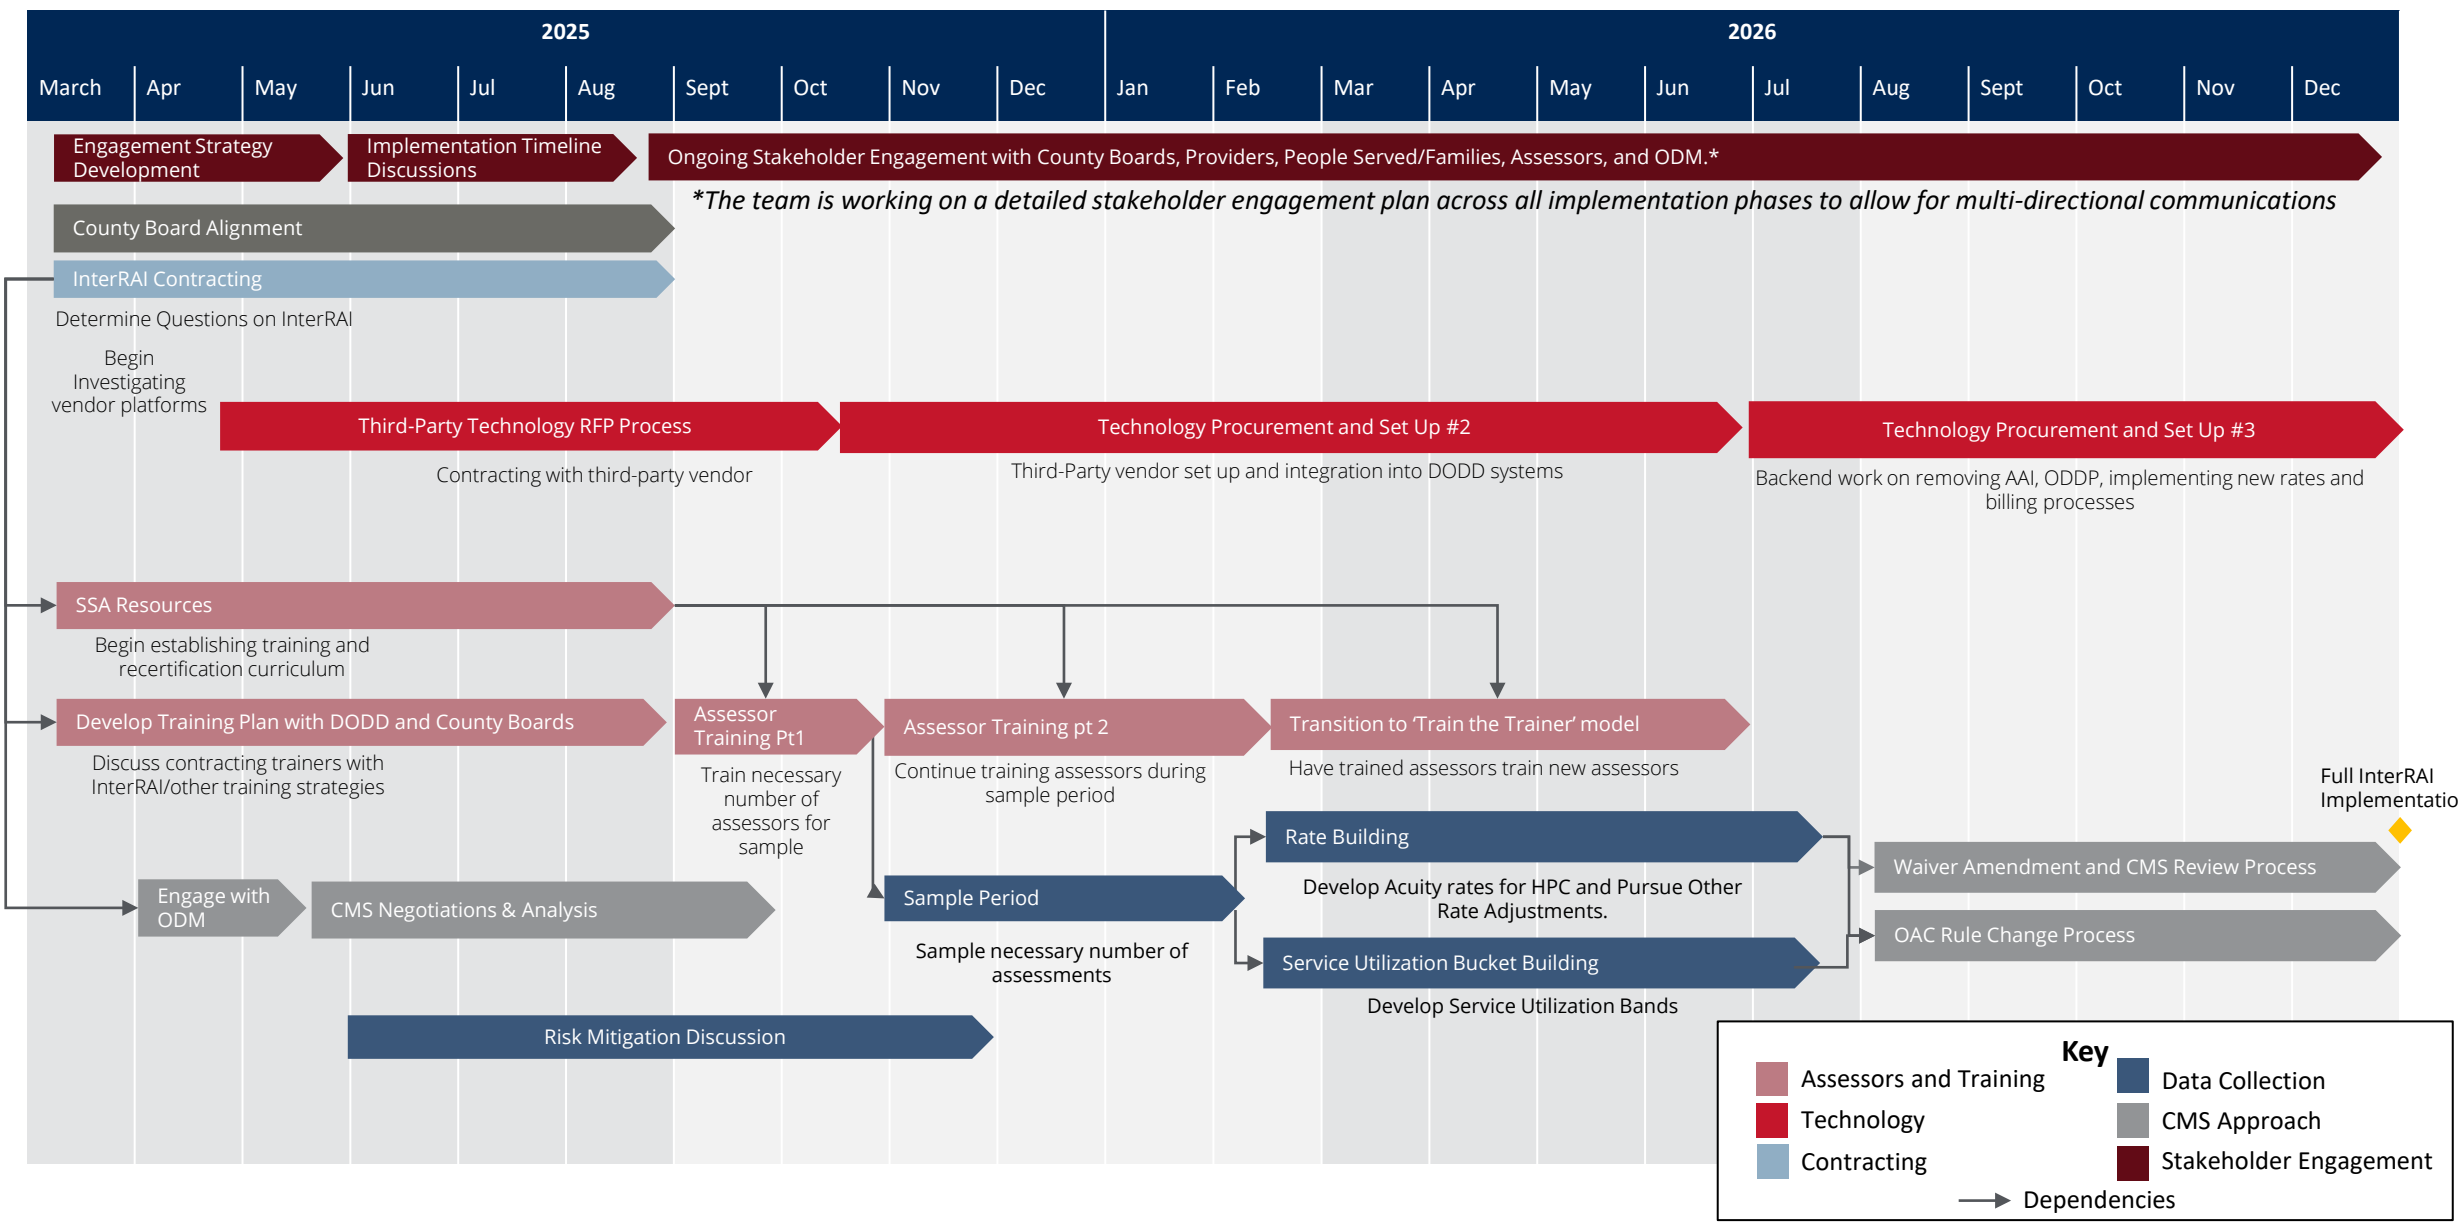 2025
2026
March
Apr
May
Jun
Jul
Aug
Sept
Oct
Nov
Dec
Jan
Feb
Mar
Apr
May
Jun
Jul
Aug
Sept
Oct
Nov
Dec
Engagement Strategy
Development
Implementation Timeline
Discussions
Ongoing Stakeholder Engagement with County Boards, Providers, People Served/Families, Assessors, and ODM.*
*The team is working on a detailed stakeholder engagement plan across all implementation phases to allow for multi-directional communications
County Board Alignment
InterRAI Contracting
Determine Questions on InterRAI
Begin
Investigating
vendor platforms
Third-Party Technology RFP Process
Technology Procurement and Set Up #2
Technology Procurement and Set Up #3
Contracting with third-party vendor
Third-Party vendor set up and integration into DODD systems
Backend work on removing AAI, ODDP, implementing new rates and
billing processes
SSA Resources
Begin establishing training and
recertification curriculum
Develop Training Plan with DODD and County Boards
Discuss contracting trainers with
InterRAI/other training strategies
Assessor
Training Pt1
Train necessary
number of
assessors for
sample
Assessor Training pt 2
Continue training assessors during
sample period
Transition to ‘Train the Trainer’ model
Have trained assessors train new assessors
Full InterRAI
Implementatio
Rate Building
Develop Acuity rates for HPC and Pursue Other
Rate Adjustments.
Waiver Amendment and CMS Review Process
Engage with
ODM
CMS Negotiations & Analysis
Sample Period
Sample necessary number of
assessments
OAC Rule Change Process
Service Utilization Bucket Building
Develop Service Utilization Bands
Risk Mitigation Discussion
Key
Assessors and Training
Data Collection
Technology
CMS Approach
Contracting
Stakeholder Engagement
Dependencies